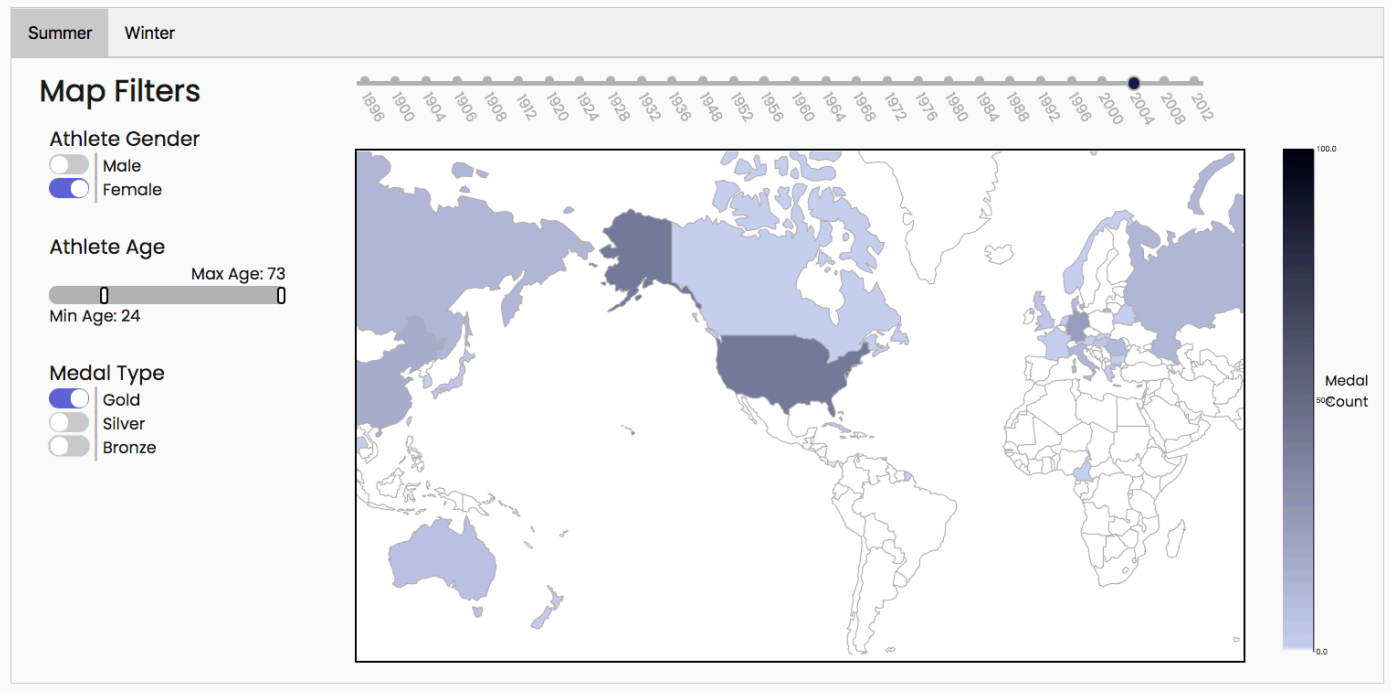 Summer Winter
Map Filters
Athlete Gender
Male
Female
Athlete Age
Max Age: 73
Min Age: 24
Medal Type
Gold
Silver
Bronze
1896 1900 1904 1906 1908 1912 1920 1924 1928 1932 1936 1948 1952 1956 1960 1964 1968 1972 1976 1980 1984 1988 1992 1996 2000 2004 2008 2012
100.0
Medal
50 Count
0.0